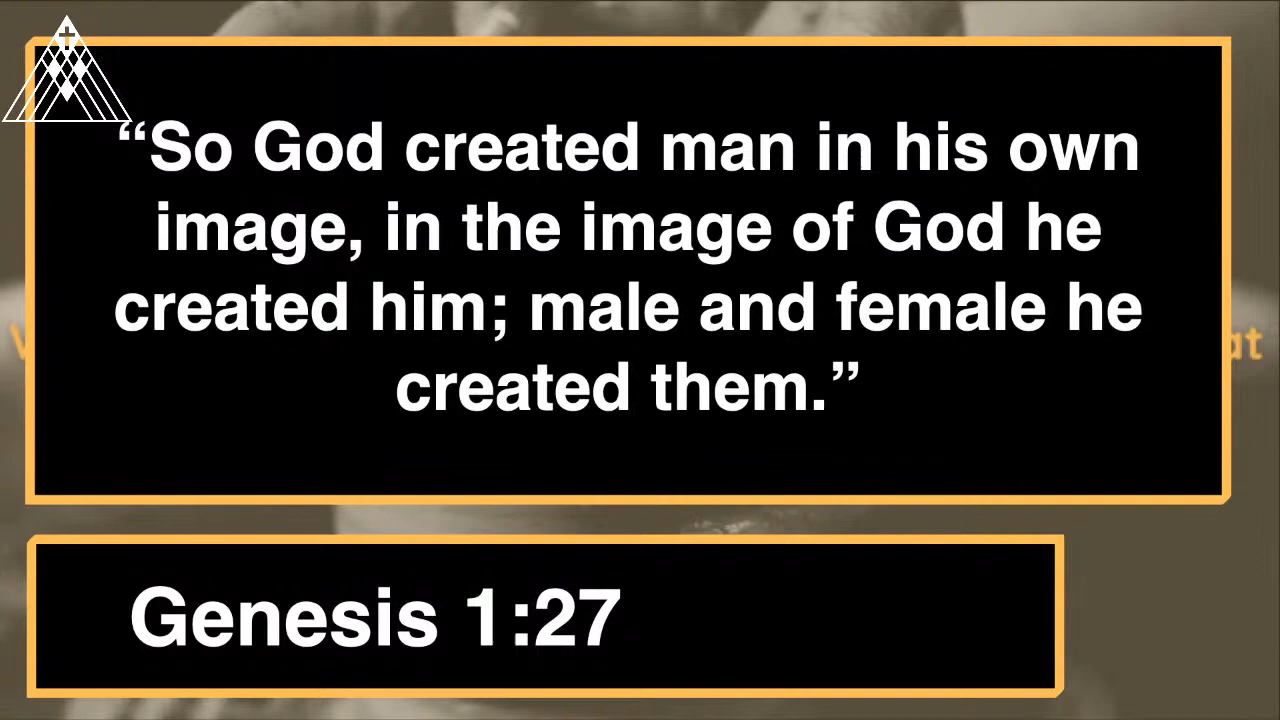 “So God created man in his own
image, in the image of God he
created him; male and female he
created them.”
at
Genesis 1:27